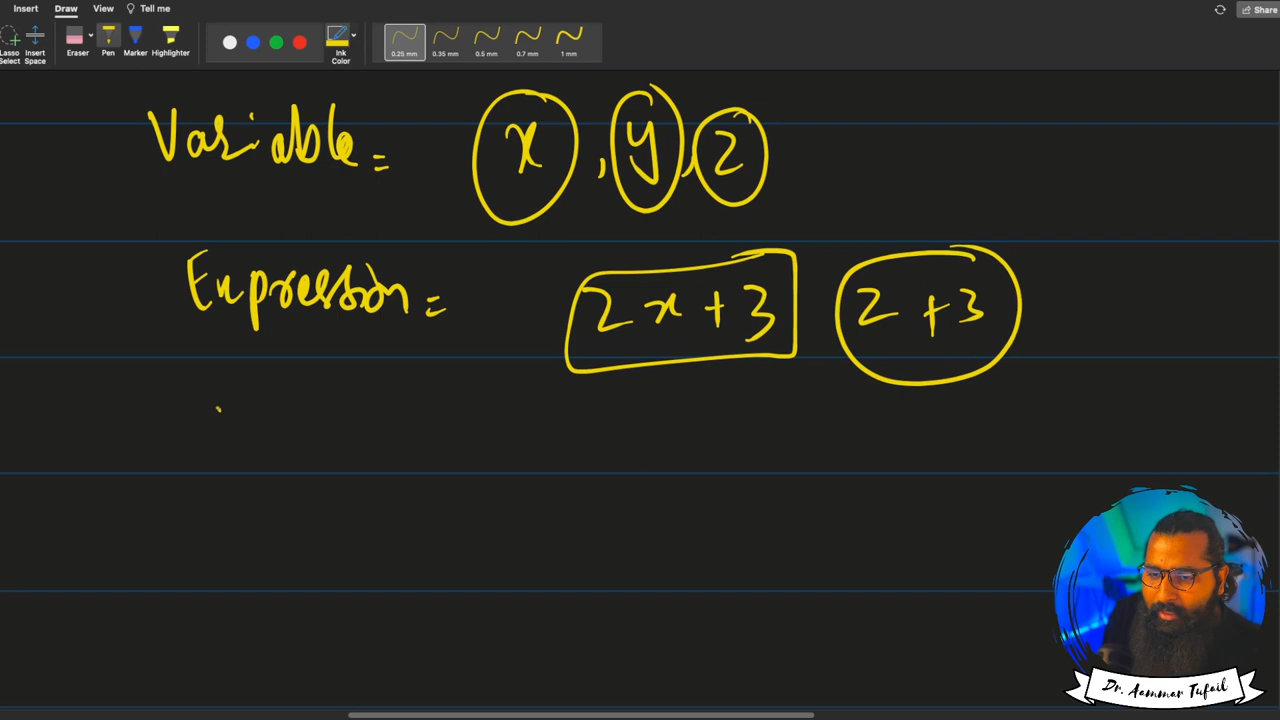 Insert Draw View Tell me Share
Lasso Select Insert Space Eraser Pen Marker Highlighter Ink Color 0.25 mm 0.35 mm 0.5 mm 0.7 mm 1 mm
Variable = x, y, z
Expression = 2x+3 2+3
Dr. Aammar Tufail